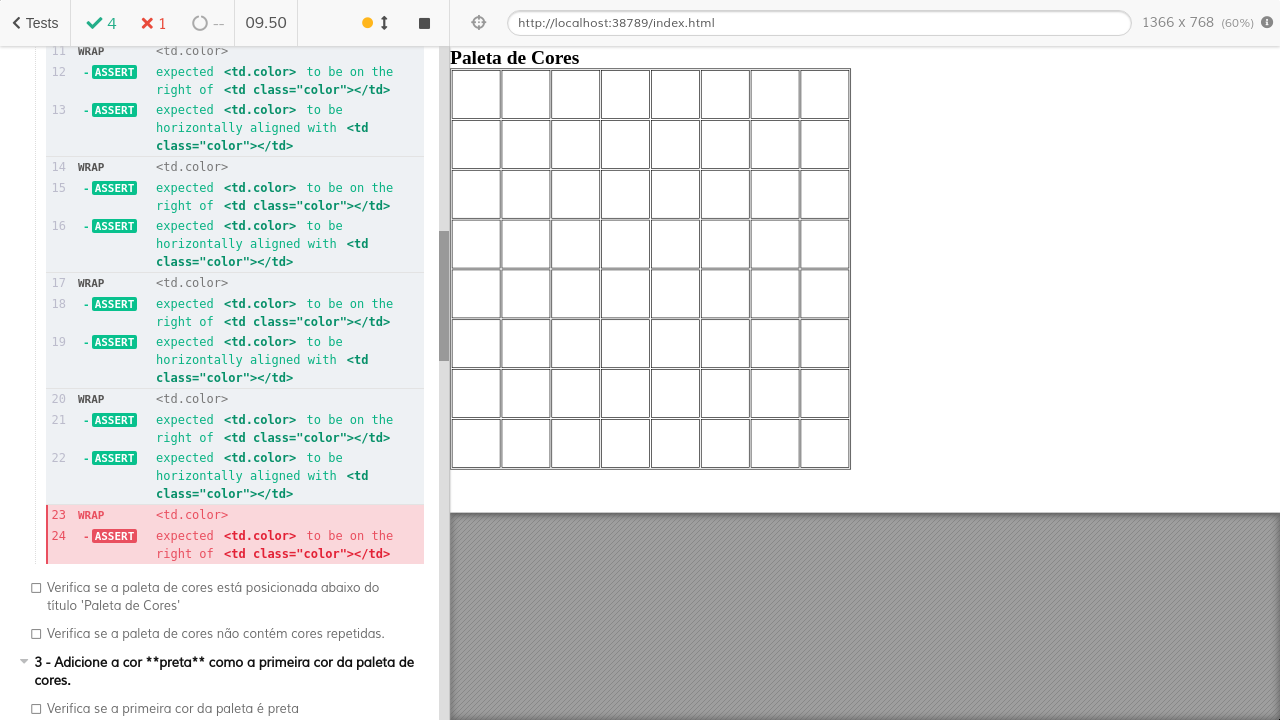 Tests
4
1
--
09.50
http://localhost:38789/index.html
1366 x 768 (60%)
11 WRAP <td.color>
12 -ASSERT expected <td.color> to be on the
right of <td class="color"></td>
13 -ASSERT expected <td.color> to be
horizontally aligned with <td
class="color"></td>
14 WRAP <td.color>
15 -ASSERT expected <td.color> to be on the
right of <td class="color"></td>
16 -ASSERT expected <td.color> to be
horizontally aligned with <td
class="color"></td>
17 WRAP <td.color>
18 -ASSERT expected <td.color> to be on the
right of <td class="color"></td>
19 -ASSERT expected <td.color> to be
horizontally aligned with <td
class="color"></td>
20 WRAP <td.color>
21 -ASSERT expected <td.color> to be on the
right of <td class="color"></td>
22 -ASSERT expected <td.color> to be
horizontally aligned with <td
class="color"></td>
23 WRAP <td.color>
24 -ASSERT expected <td.color> to be on the
right of <td class="color"></td>
Verifica se a paleta de cores está posicionada abaixo do
título 'Paleta de Cores'
Verifica se a paleta de cores não contém cores repetidas.
3 - Adicione a cor **preta** como a primeira cor da paleta de
cores.
Verifica se a primeira cor da paleta é preta
Paleta de Cores